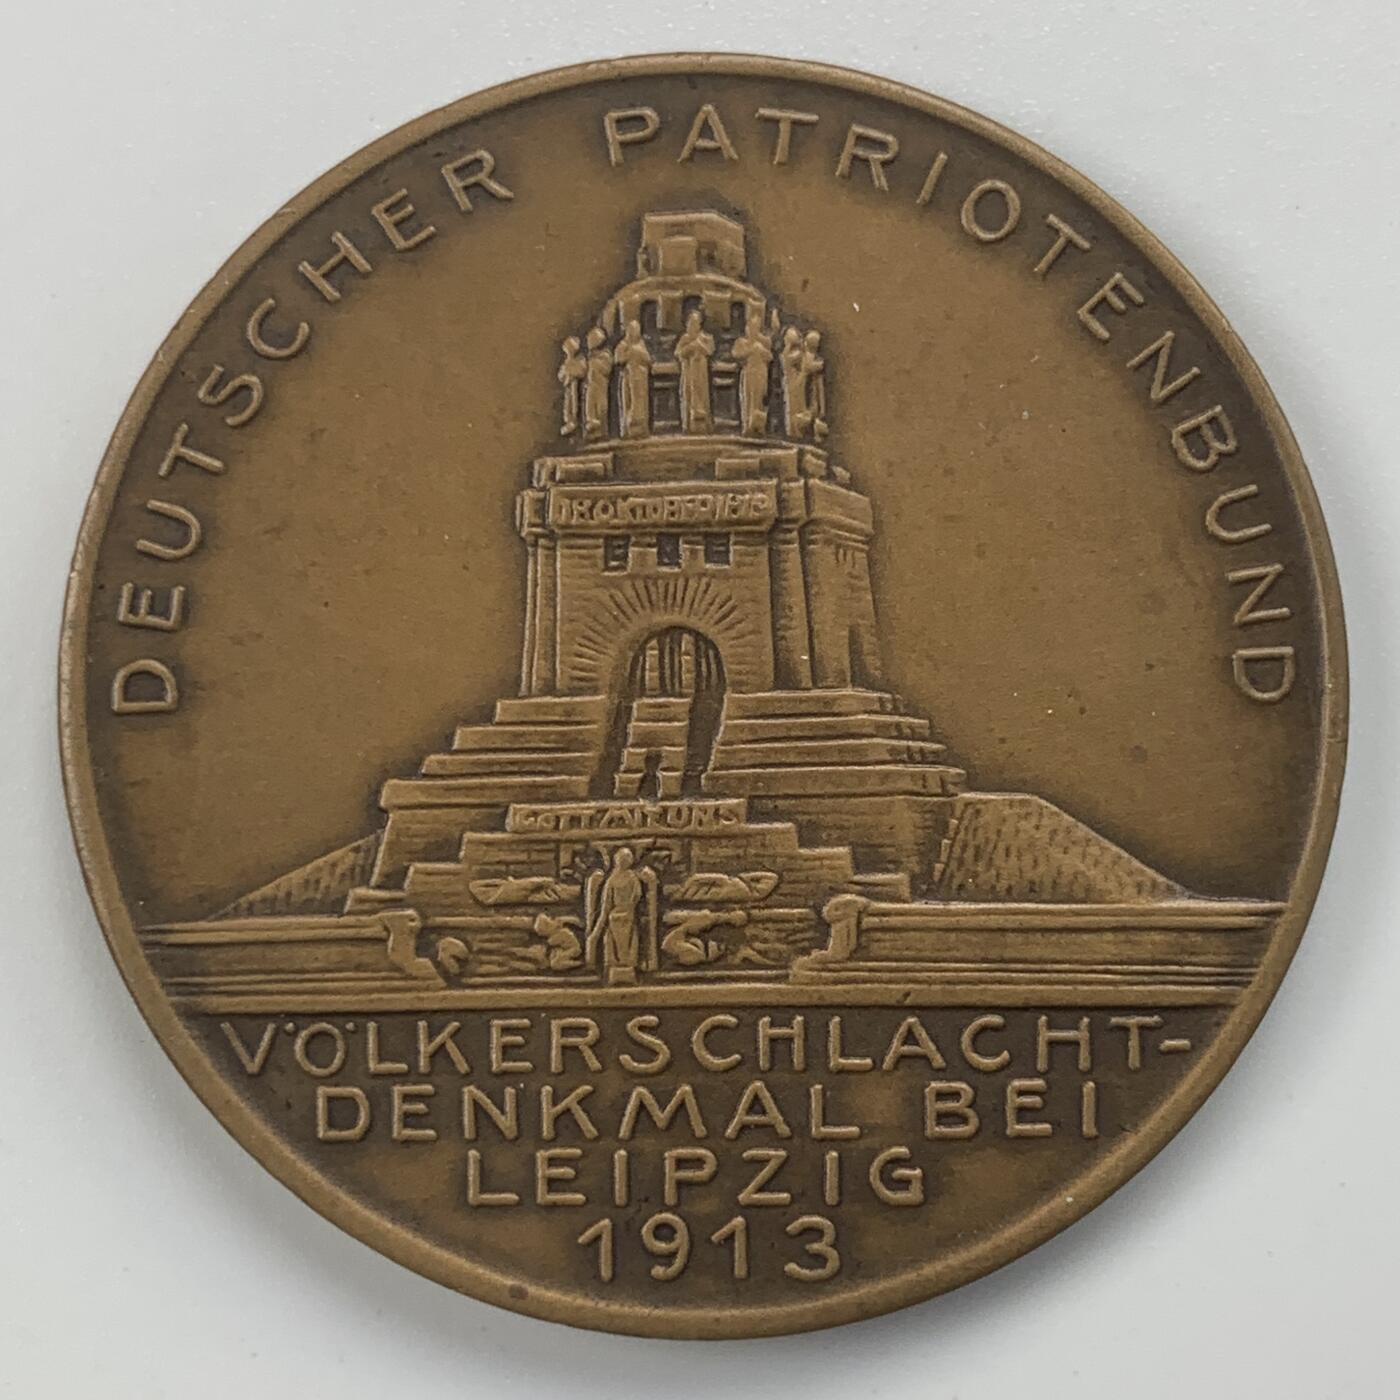 DEUTSCHER PATRIOTENBUND
18 OKTOBER 1813
GOTT MIT UNS
VÖLKERSCHLACHT-
DENKMAL BEI
LEIPZIG
1913